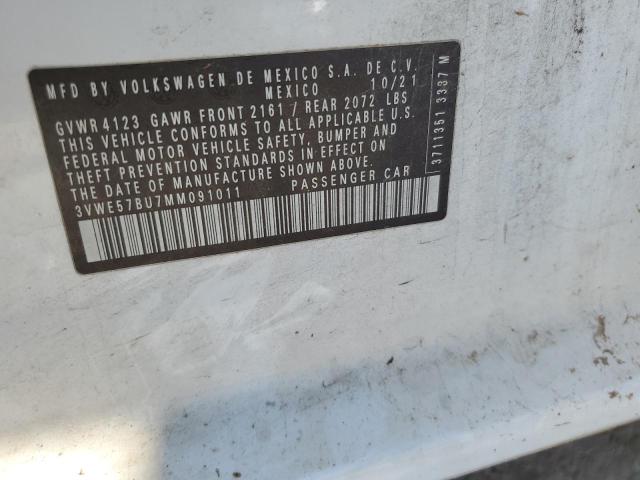 MFD BY VOLKSWAGEN DE MEXICO S.A. DE C.V.
MEXICO 10/21
GVWR 4123 GAWR FRONT 2161 / REAR 2072 LBS
THIS VEHICLE CONFORMS TO ALL APPLICABLE U.S.
FEDERAL MOTOR VEHICLE SAFETY, BUMPER AND
THEFT PREVENTION STANDARDS IN EFFECT ON
THE DATE OF MANUFACTURE SHOWN ABOVE.
3VWE57BU7MM091011 PASSENGER CAR
3711351 3337 M